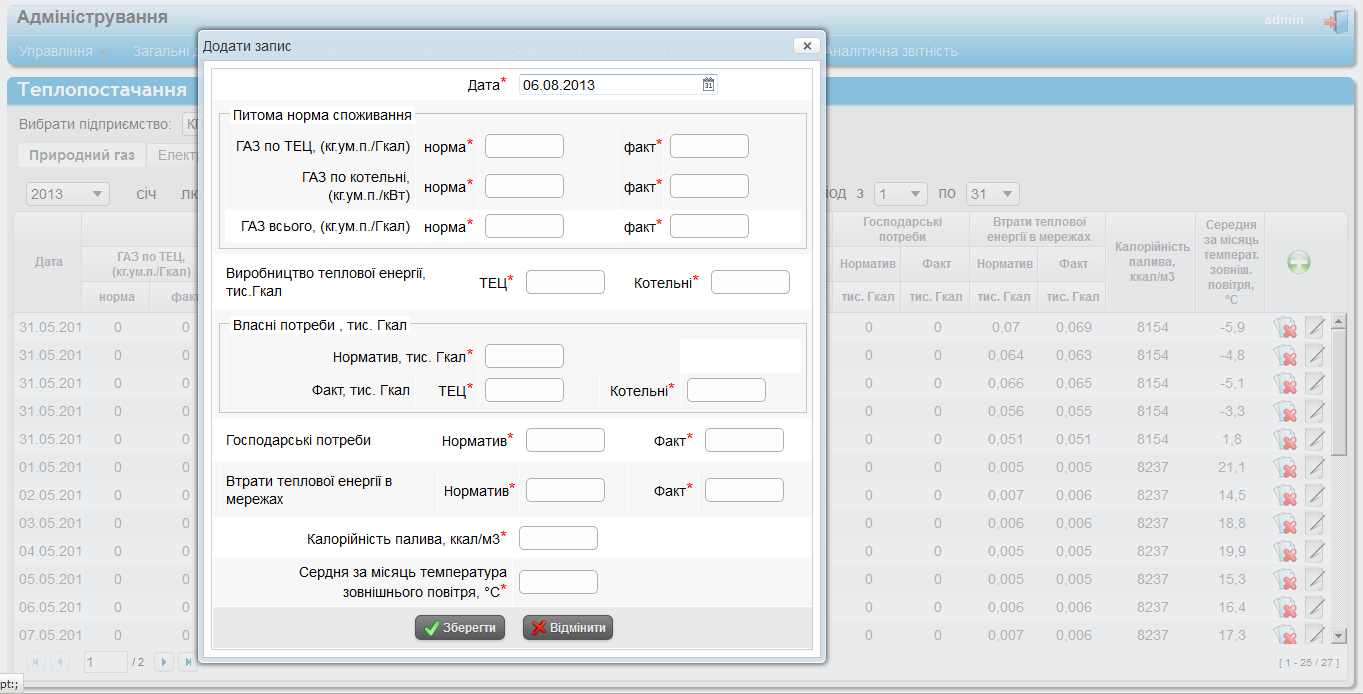 Адміністрування
admin
Управління
Загальні
Аналітична звітність
Теплопостачання
Вибрати підприємство:
Природний газ
2013
січ
з 1 по 31
Дата
ГАЗ по ТЕЦ, (кг.ум.п./Гкал)
норма
Господарські потреби
Втрати теплової енергії в мережах
Калорійність палива, ккал/м3
Середня за місяць температ. зовніш. повітря, °C
Норматив Факт Норматив Факт
тис. Гкал тис. Гкал тис. Гкал тис. Гкал
31.05.201 0 0 0 0 0,07 0,069 8154 -5,9
31.05.201 0 0 0 0 0,064 0,063 8154 -4,8
31.05.201 0 0 0 0 0,066 0,065 8154 -5,1
31.05.201 0 0 0 0 0,056 0,055 8154 -3,3
31.05.201 0 0 0 0 0,051 0,051 8154 1,8
01.05.201 0 0 0 0 0,005 0,005 8237 21,1
02.05.201 0 0 0 0 0,007 0,006 8237 14,5
03.05.201 0 0 0 0 0,006 0,006 8237 18,8
04.05.201 0 0 0 0 0,005 0,005 8237 19,9
05.05.201 0 0 0 0 0,005 0,005 8237 15,3
06.05.201 0 0 0 0 0,006 0,006 8237 16,4
07.05.201 0 0 0 0 0,007 0,006 8237 17,3
1 / 2
[ 1 - 25 / 27 ]
pt:;
Додати запис
Дата* 06.08.2013
Питома норма споживання
ГАЗ по ТЕЦ, (кг.ум.п./Гкал) норма* факт*
ГАЗ по котельні,
(кг.ум.п./кВт) норма* факт*
ГАЗ всього, (кг.ум.п./Гкал) норма* факт*
Виробництво теплової енергії,
тис.Гкал ТЕЦ* Котельні*
Власні потреби , тис. Гкал
Норматив, тис. Гкал*
Факт, тис. Гкал ТЕЦ* Котельні*
Господарські потреби Норматив* Факт*
Втрати теплової енергії в
мережах Норматив* Факт*
Калорійність палива, ккал/м3*
Сердня за місяць температура
зовнішнього повітря, °C*
Зберегти Відмінити